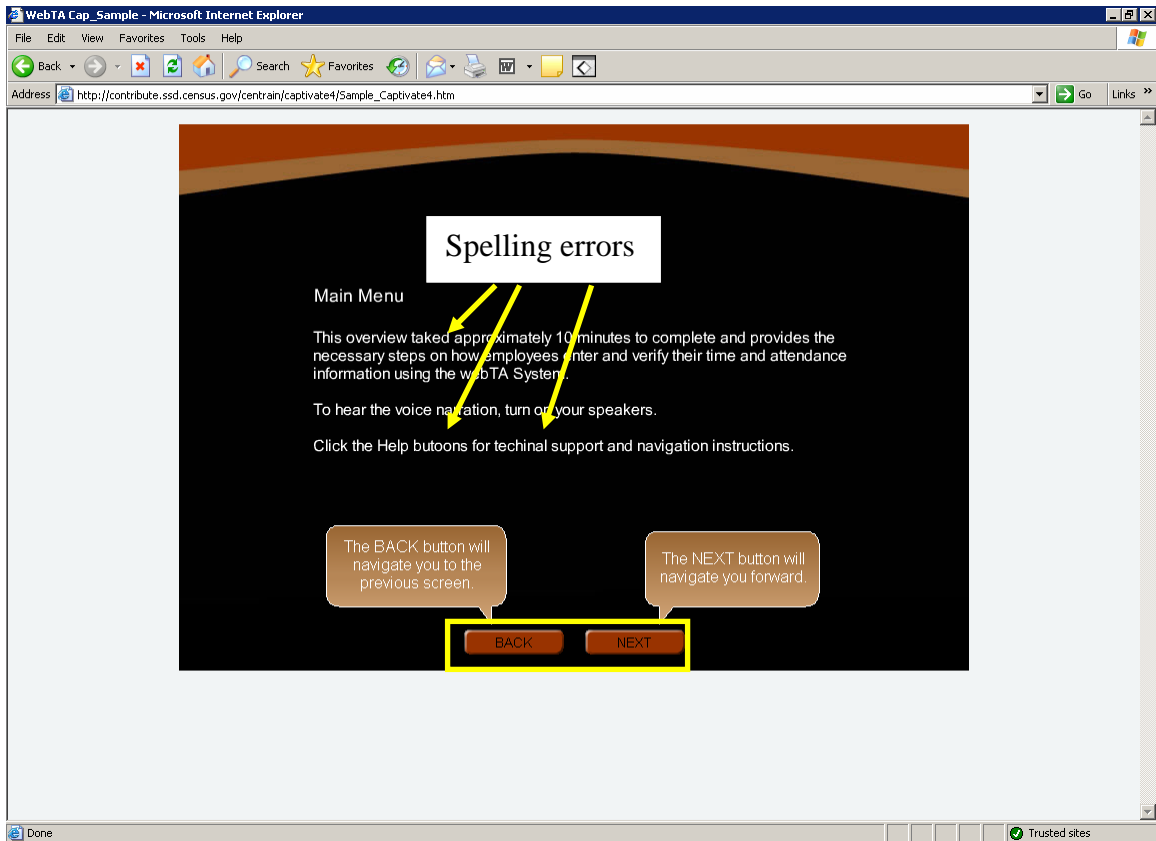 WebTA Cap_Sample - Microsoft Internet Explorer
File Edit View Favorites Tools Help
Back Search Favorites
Address http://contribute.ssd.census.gov/centrain/captivate4/Sample_Captivate4.htm Go Links »
Spelling errors
Main Menu
This overview taked approximately 10 minutes to complete and provides the
necessary steps on how employees enter and verify their time and attendance
information using the webTA System.
To hear the voice narration, turn on your speakers.
Click the Help butoons for techinal support and navigation instructions.
The BACK button will
navigate you to the
previous screen.
The NEXT button will
navigate you forward.
BACK NEXT
Done Trusted sites